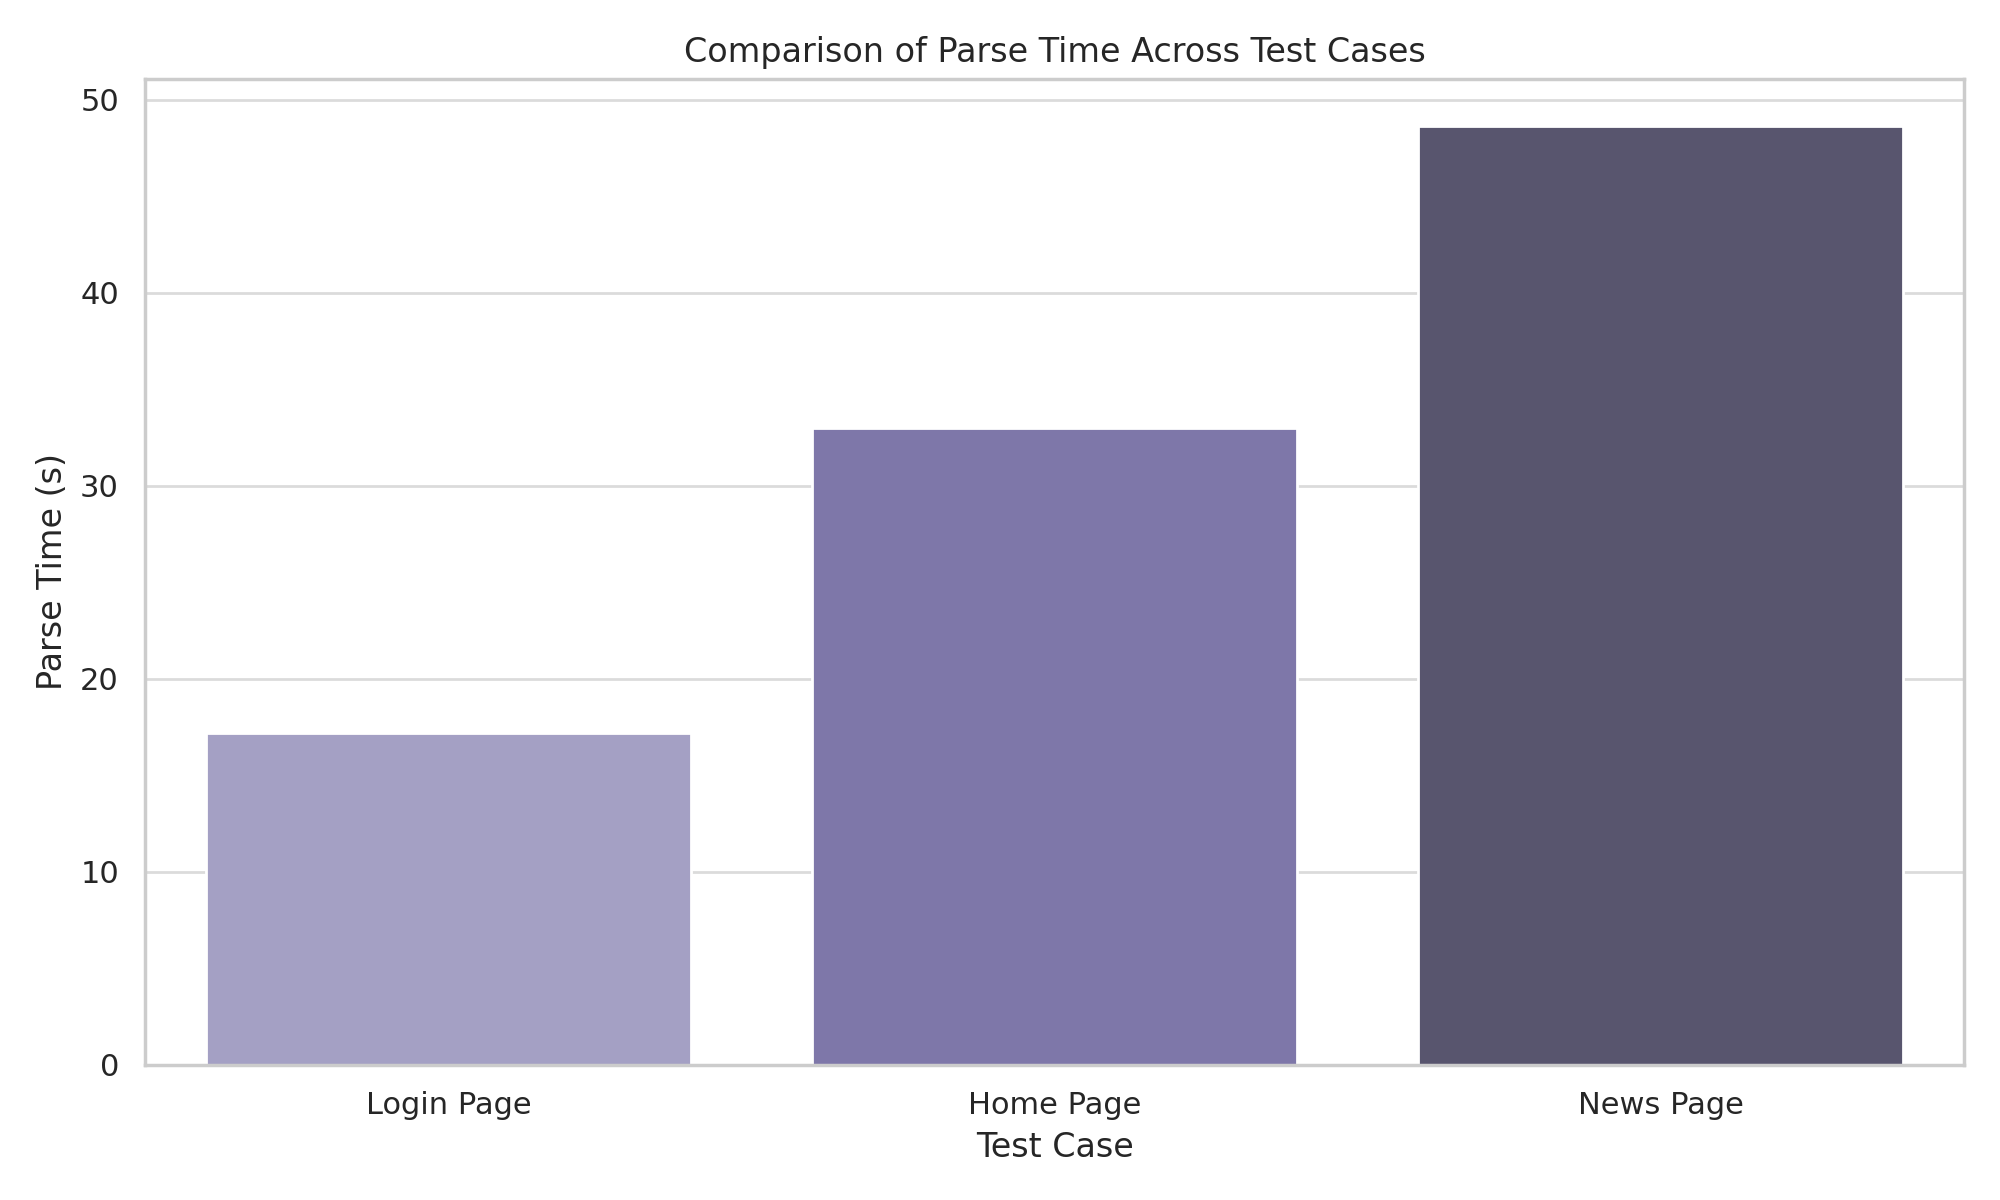 Comparison of Parse Time Across Test Cases
50
40
30
20
10
0
Parse Time (s)
Login Page
Home Page
News Page
Test Case